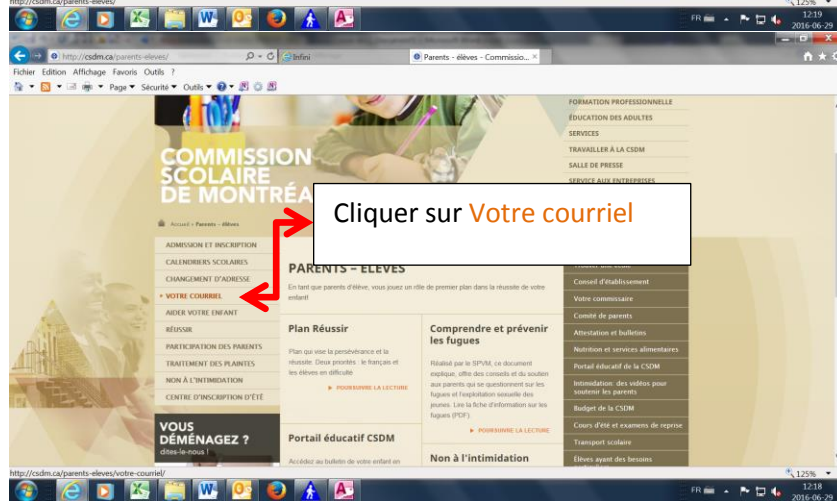 http://csdm.ca/parents-eleves/
125%
FR
12:19
2016-06-29
http://csdm.ca/parents-eleves/
Infini
Parents - élèves - Commissio...
Fichier Edition Affichage Favoris Outils ?
Page Sécurité Outils
FORMATION PROFESSIONNELLE
ÉDUCATION DES ADULTES
SERVICES
TRAVAILLER À LA CSDM
SALLE DE PRESSE
SERVICE AUX ENTREPRISES
COMMISSION
SCOLAIRE
DE MONTRÉA
Cliquer sur Votre courriel
Accueil » Parents - élèves
ADMISSION ET INSCRIPTION
CALENDRIERS SCOLAIRES
CHANGEMENT D'ADRESSE
VOTRE COURRIEL
AIDER VOTRE ENFANT
RÉUSSIR
PARTICIPATION DES PARENTS
TRAITEMENT DES PLAINTES
NON À L'INTIMIDATION
CENTRE D'INSCRIPTION D'ÉTÉ
VOUS
DÉMÉNAGEZ ?
dites-le-nous !
PARENTS – ÉLÈVES
En tant que parents d'élève, vous jouez un rôle de premier plan dans la réussite de votre
enfant!
Plan Réussir
Plan qui vise la persévérance et la
réussite. Deux priorités : le français et
les élèves en difficulté
POURSUIVRE LA LECTURE
Portail éducatif CSDM
Accédez au bulletin de votre enfant en
Comprendre et prévenir
les fugues
Réalisé par le SPVM, ce document
explique, offre des conseils et du soutien
aux parents qui se questionnent sur les
fugues et l'exploitation sexuelle des
jeunes. Lire la fiche d'information sur les
fugues (PDF).
POURSUIVRE LA LECTURE
Non à l'intimidation
Conseil d'établissement
Votre commissaire
Comité de parents
Attestation et bulletins
Nutrition et services alimentaires
Portail éducatif de la CSDM
Intimidation: des vidéos pour
soutenir les parents
Budget de la CSDM
Cours d'été et examens de reprise
Transport scolaire
Élèves ayant des besoins
http://csdm.ca/parents-eleves/votre-courriel/
125%
FR
12:18
2016-06-29